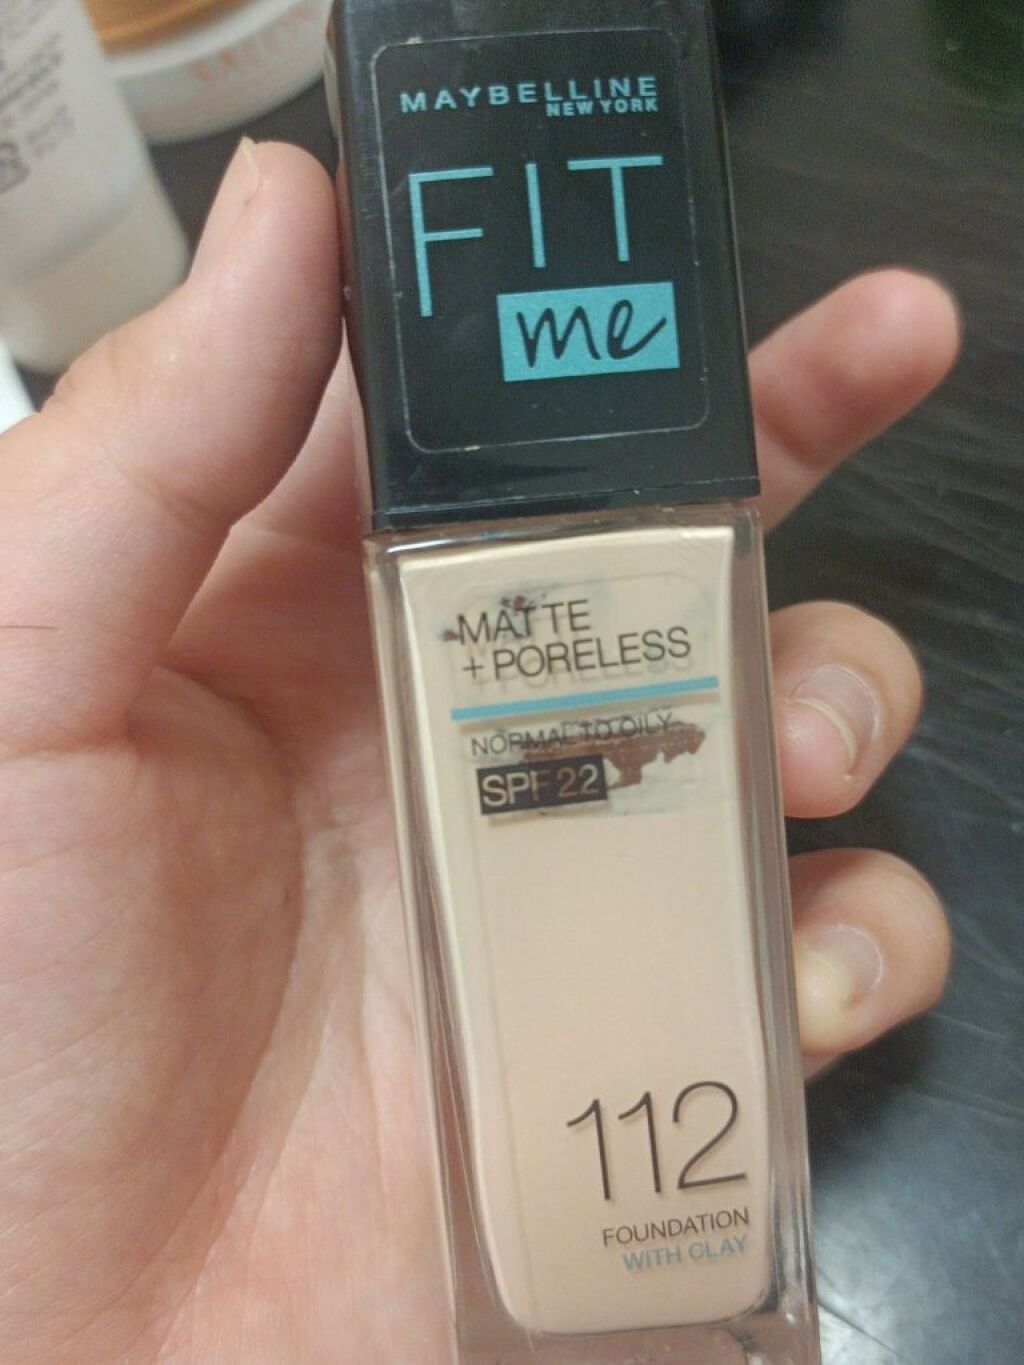 MAYBELLINE
NEW YORK
FIT
me
MATTE
+PORELESS
NORMAL TO OILY
SPF 22
112
FOUNDATION
WITH CLAY